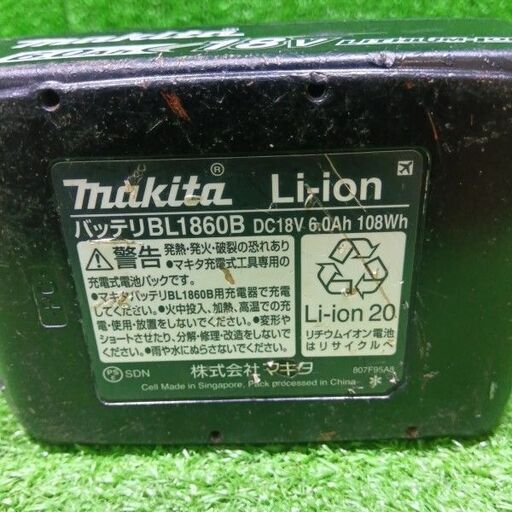 makita
18V LITHIUM-ION
makita® Li-ion
バッテリBL1860B DC18V 6.0Ah 108Wh
警告 発熱・発火・破裂の恐れあり
●マキタ充電式工具専用の
充電式電池パックです。
●マキタバッテリBL1860B用充電器で充電
してください。●火中投入、加熱、高温での充
電・使用・放置をしないでください。●変形や
ショートさせたり、分解・修理・改造をしないで
ください。●雨や水にぬらさないでください。
Li-ion 20
リチウムイオン電池
はリサイクルへ
PS E SDN 株式会社マキタ 807F95A8
Cell Made in Singapore, Pack processed in China